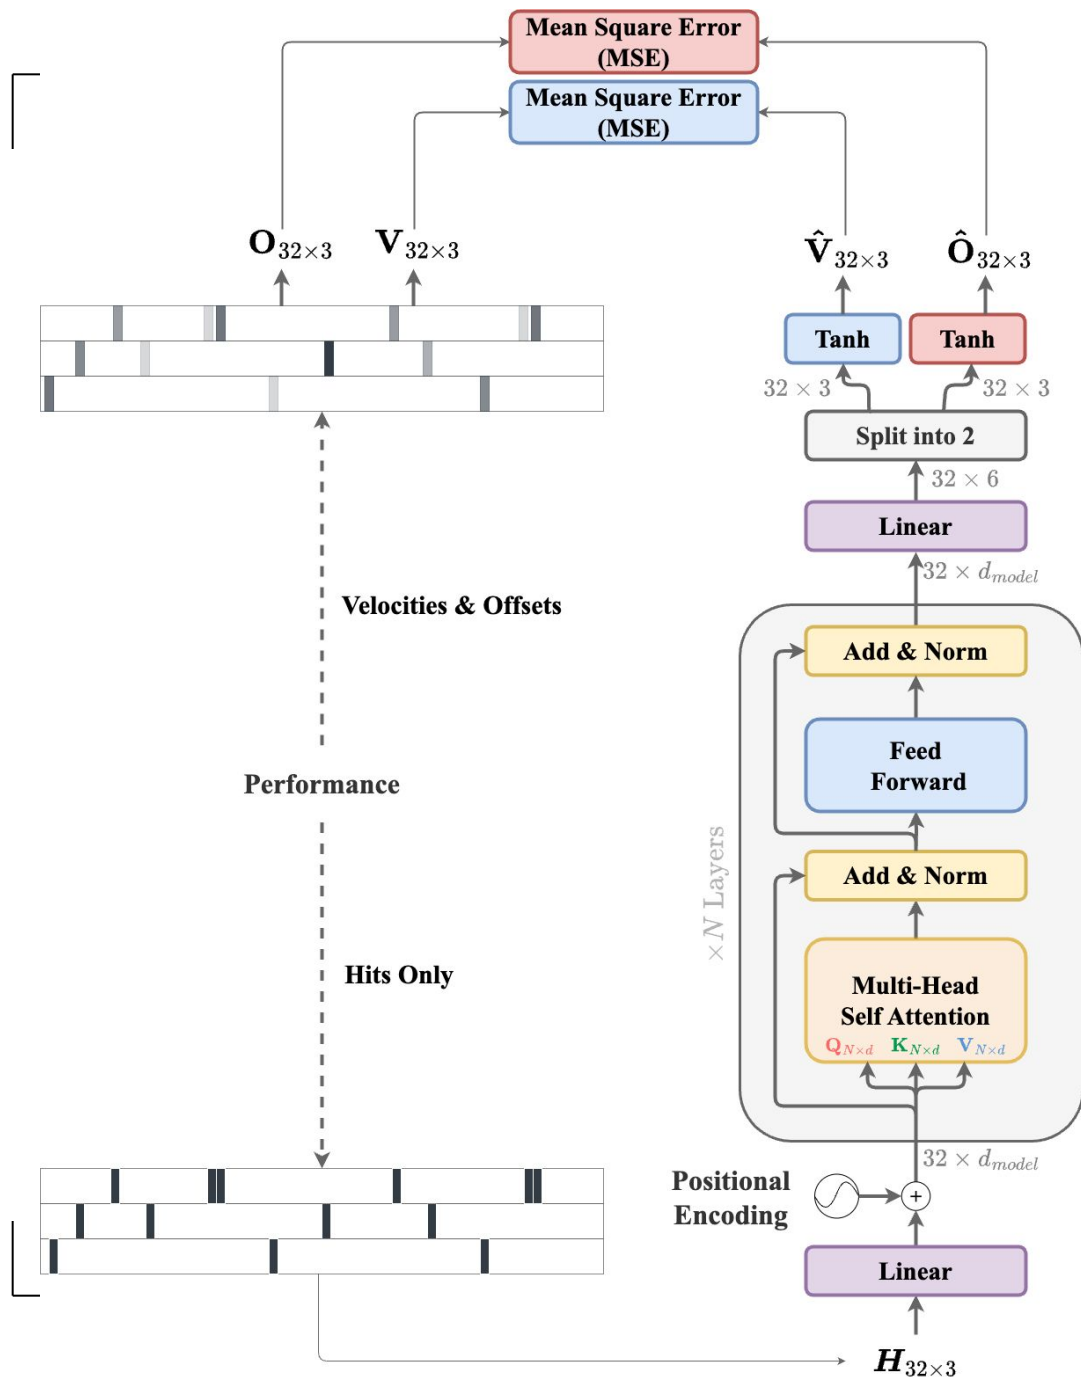 Mean Square Error
(MSE)
Mean Square Error
(MSE)
O32×3
V32×3
V̂32×3
Ô32×3
Tanh
Tanh
32 × 3
32 × 3
Split into 2
32 × 6
Linear
32 × dmodel
Velocities & Offsets
Add & Norm
Feed
Forward
Performance
Add & Norm
×N Layers
Hits Only
Multi-Head
Self Attention
QN×d KN×d VN×d
32 × dmodel
Positional
Encoding
+
Linear
H32×3